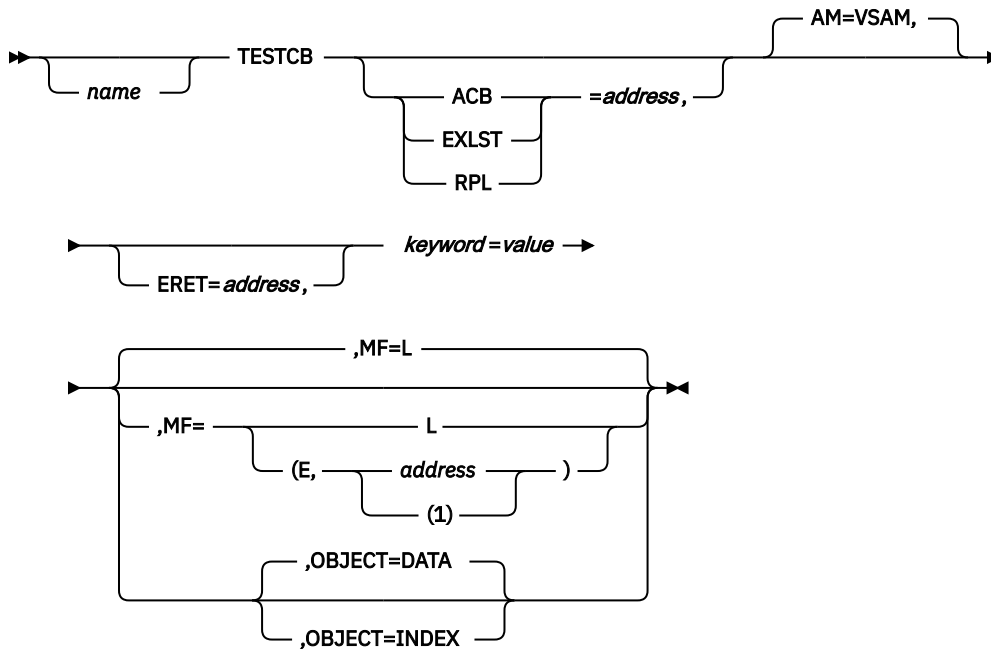 AM=VSAM,
name TESTCB
ACB =address,
EXLST
RPL
keyword=value
ERET=address,
,MF=L
,MF= L
(E, address )
(1)
,OBJECT=DATA
,OBJECT=INDEX